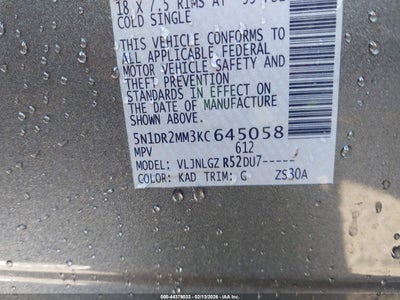 18 X 7.5 RIMS AT
COLD SINGLE
THIS VEHICLE CONFORMS TO
ALL APPLICABLE FEDERAL
MOTOR VEHICLE SAFETY AND
THEFT PREVENTION
STANDARDS IN EFFECT ON
THE DATE OF MANUFACTURE
SHOWN ABOVE.
5N1DR2MM3KC645058
MPV 612
MODEL: VLJNLGZ R52DU7-----
COLOR: KAD TRIM: G ZS30A
000-44379033 - 02/13/2026 - IAA Inc.